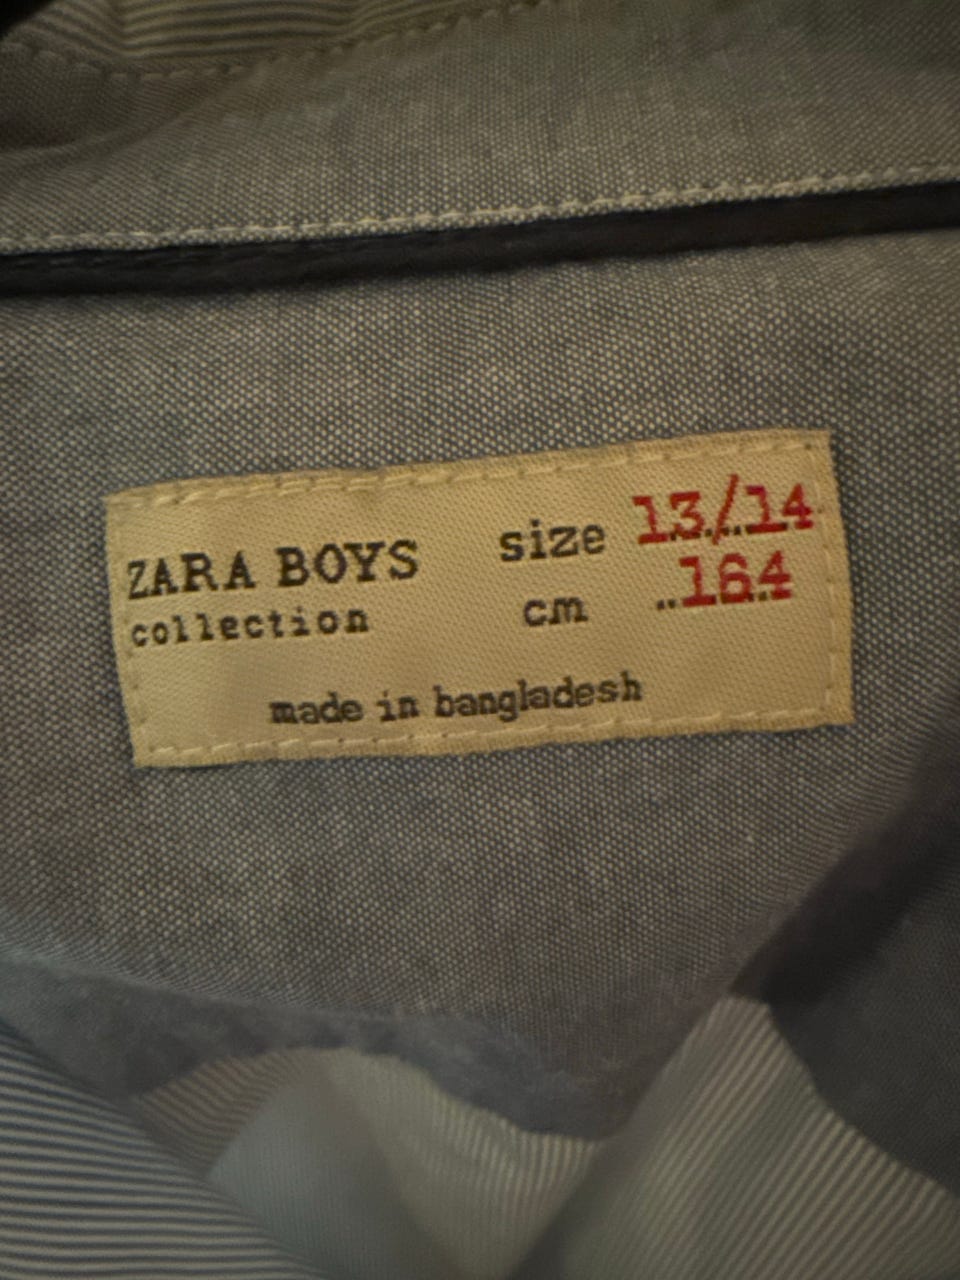 ZARA BOYS size 13/14
collection cm 164
made in bangladesh